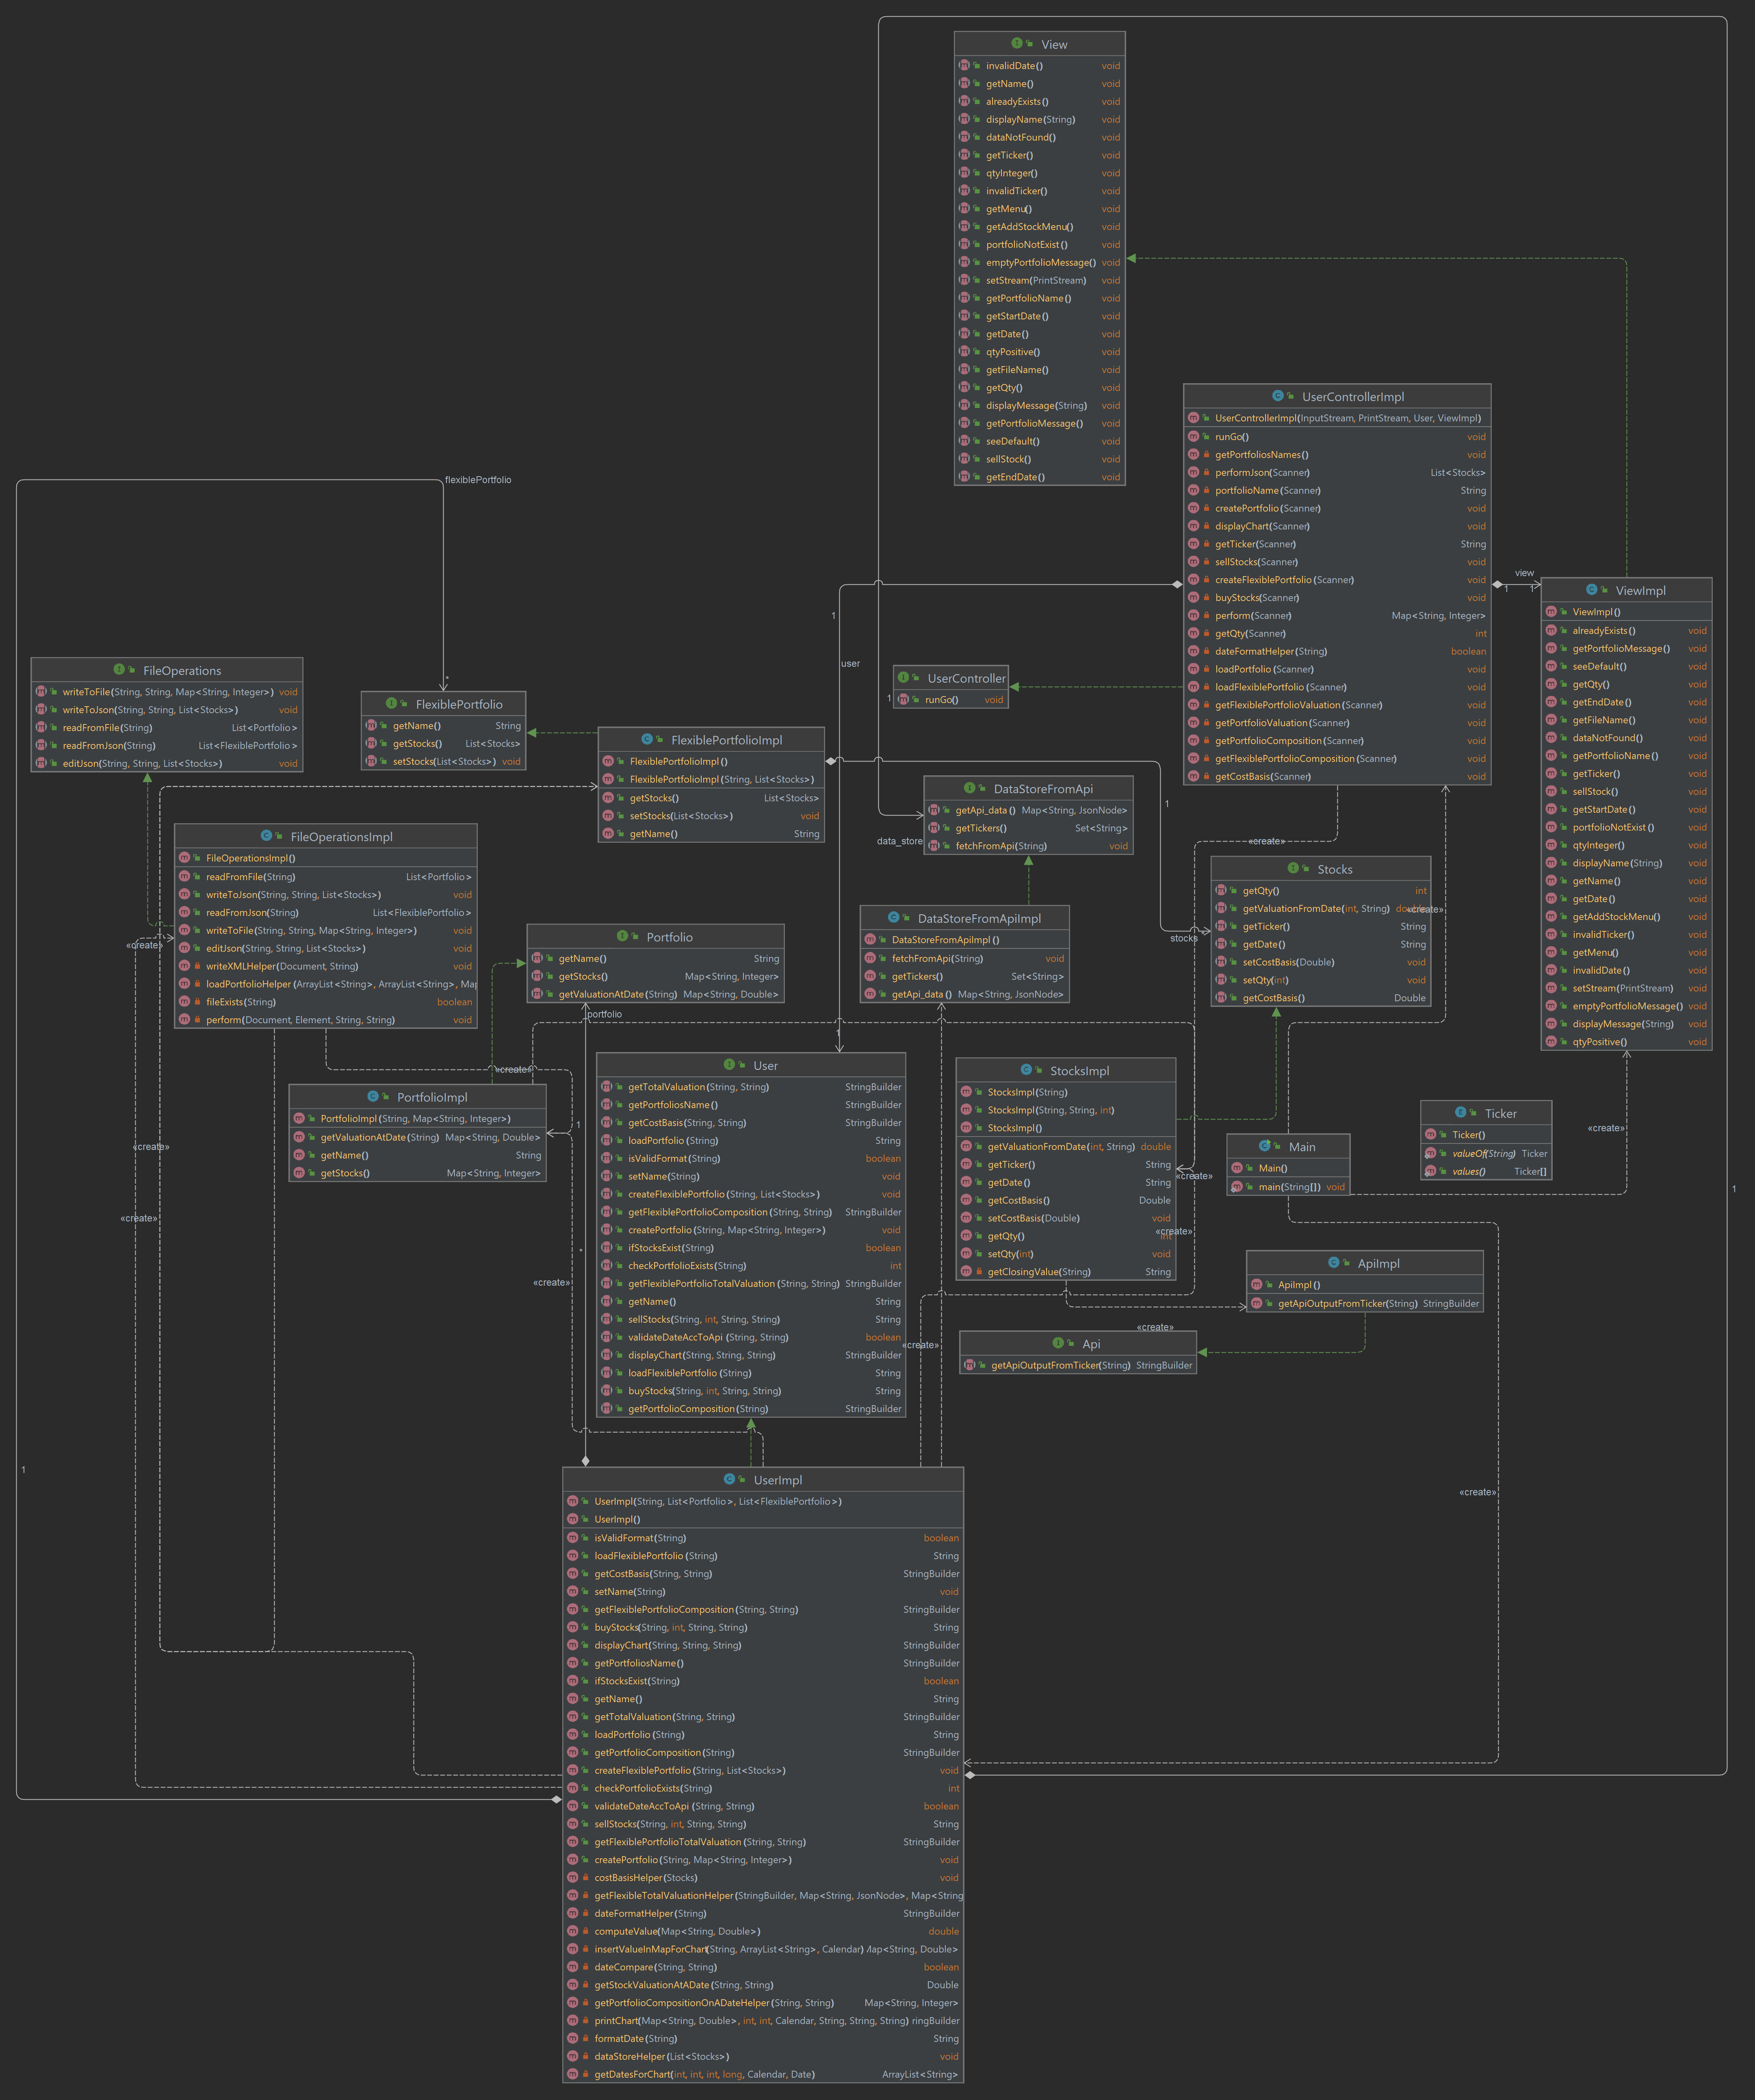 View
invalidDate() void
getName() void
alreadyExists() void
displayName(String) void
dataNotFound() void
getTicker() void
qtyInteger() void
invalidTicker() void
getMenu() void
getAddStockMenu() void
portfolioNotExist() void
emptyPortfolioMessage() void
setStream(PrintStream) void
getPortfolioName() void
getStartDate() void
getDate() void
qtyPositive() void
getFileName() void
getQty() void
displayMessage(String) void
getPortfolioMessage() void
seeDefault() void
sellStock() void
getEndDate() void
UserControllerImpl
UserControllerImpl(InputStream, PrintStream, User, ViewImpl)
runGo() void
getPortfoliosNames() void
performJson(Scanner) List<Stocks>
portfolioName(Scanner) String
createPortfolio(Scanner) void
displayChart(Scanner) void
getTicker(Scanner) String
sellStocks(Scanner) void
createFlexiblePortfolio(Scanner) void
buyStocks(Scanner) void
perform(Scanner) Map<String, Integer>
getQty(Scanner) int
dateFormatHelper(String) boolean
loadPortfolio(Scanner) void
loadFlexiblePortfolio(Scanner) void
getFlexiblePortfolioValuation(Scanner) void
getPortfolioValuation(Scanner) void
getPortfolioComposition(Scanner) void
getFlexiblePortfolioComposition(Scanner) void
getCostBasis(Scanner) void
view
1
1
ViewImpl
ViewImpl()
alreadyExists() void
getPortfolioMessage() void
seeDefault() void
getQty() void
getEndDate() void
getFileName() void
dataNotFound() void
getPortfolioName() void
getTicker() void
sellStock() void
getStartDate() void
portfolioNotExist() void
qtyInteger() void
displayName(String) void
getName() void
getDate() void
getAddStockMenu() void
invalidTicker() void
getMenu() void
invalidDate() void
setStream(PrintStream) void
emptyPortfolioMessage() void
displayMessage(String) void
qtyPositive() void
flexiblePortfolio
*
1
user
1
UserController
runGo() void
1
FileOperations
writeToFile(String, String, Map<String, Integer>) void
writeToJson(String, String, List<Stocks>) void
readFromFile(String) List<Portfolio>
readFromJson(String) List<FlexiblePortfolio>
editJson(String, String, List<Stocks>) void
FlexiblePortfolio
getName() String
getStocks() List<Stocks>
setStocks(List<Stocks>) void
FlexiblePortfolioImpl
FlexiblePortfolioImpl()
FlexiblePortfolioImpl(String, List<Stocks>)
getStocks() List<Stocks>
setStocks(List<Stocks>) void
getName() String
1
stocks
data_store
DataStoreFromApi
getApi_data() Map<String, JsonNode>
getTickers() Set<String>
fetchFromApi(String) void
«create»
Stocks
getQty() int
getValuationFromDate(int, String) double
«create»
getTicker() String
getDate() String
setCostBasis(Double) void
setQty(int) void
getCostBasis() Double
FileOperationsImpl
FileOperationsImpl()
readFromFile(String) List<Portfolio>
writeToJson(String, String, List<Stocks>) void
readFromJson(String) List<FlexiblePortfolio>
writeToFile(String, String, Map<String, Integer>) void
editJson(String, String, List<Stocks>) void
writeXMLHelper(Document, String) void
loadPortfolioHelper(ArrayList<String>, ArrayList<String>, Map
fileExists(String) boolean
perform(Document, Element, String, String) void
«create»
DataStoreFromApiImpl
DataStoreFromApiImpl()
fetchFromApi(String) void
getTickers() Set<String>
getApi_data() Map<String, JsonNode>
Portfolio
getName() String
getStocks() Map<String, Integer>
getValuationAtDate(String) Map<String, Double>
portfolio
*
1
«create»
PortfolioImpl
PortfolioImpl(String, Map<String, Integer>)
getValuationAtDate(String) Map<String, Double>
getName() String
getStocks() Map<String, Integer>
1
User
getTotalValuation(String, String) StringBuilder
getPortfoliosName() StringBuilder
getCostBasis(String, String) StringBuilder
loadPortfolio(String) String
isValidFormat(String) boolean
setName(String) void
createFlexiblePortfolio(String, List<Stocks>) void
getFlexiblePortfolioComposition(String, String) StringBuilder
createPortfolio(String, Map<String, Integer>) void
ifStocksExist(String) boolean
checkPortfolioExists(String) int
getFlexiblePortfolioTotalValuation(String, String) StringBuilder
getName() String
sellStocks(String, int, String, String) String
validateDateAccToApi(String, String) boolean
displayChart(String, String, String) StringBuilder
loadFlexiblePortfolio(String) String
buyStocks(String, int, String, String) String
getPortfolioComposition(String) StringBuilder
StocksImpl
StocksImpl(String)
StocksImpl(String, String, int)
StocksImpl()
getValuationFromDate(int, String) double
getTicker() String
getDate() String
getCostBasis() Double
setCostBasis(Double) void
getQty() int
setQty(int) void
getClosingValue(String) String
«create»
«create»
Main
Main()
main(String[]) void
Ticker
Ticker()
valueOf(String) Ticker
values() Ticker[]
«create»
«create»
«create»
«create»
«create»
ApiImpl
ApiImpl()
getApiOutputFromTicker(String) StringBuilder
«create»
Api
getApiOutputFromTicker(String) StringBuilder
1
1
«create»
UserImpl
UserImpl(String, List<Portfolio>, List<FlexiblePortfolio>)
UserImpl()
isValidFormat(String) boolean
loadFlexiblePortfolio(String) String
getCostBasis(String, String) StringBuilder
setName(String) void
getFlexiblePortfolioComposition(String, String) StringBuilder
buyStocks(String, int, String, String) String
displayChart(String, String, String) StringBuilder
getPortfoliosName() StringBuilder
ifStocksExist(String) boolean
getName() String
getTotalValuation(String, String) StringBuilder
loadPortfolio(String) String
getPortfolioComposition(String) StringBuilder
createFlexiblePortfolio(String, List<Stocks>) void
checkPortfolioExists(String) int
validateDateAccToApi(String, String) boolean
sellStocks(String, int, String, String) String
getFlexiblePortfolioTotalValuation(String, String) StringBuilder
createPortfolio(String, Map<String, Integer>) void
costBasisHelper(Stocks) void
getFlexibleTotalValuationHelper(StringBuilder, Map<String, JsonNode>, Map<String
dateFormatHelper(String) StringBuilder
computeValue(Map<String, Double>) double
insertValueInMapForChart(String, ArrayList<String>, Calendar) Map<String, Double>
dateCompare(String, String) boolean
getStockValuationAtADate(String, String) Double
getPortfolioCompositionOnADateHelper(String, String) Map<String, Integer>
printChart(Map<String, Double>, int, int, Calendar, String, String, String) ringBuilder
formatDate(String) String
dataStoreHelper(List<Stocks>) void
getDatesForChart(int, int, int, long, Calendar, Date) ArrayList<String>